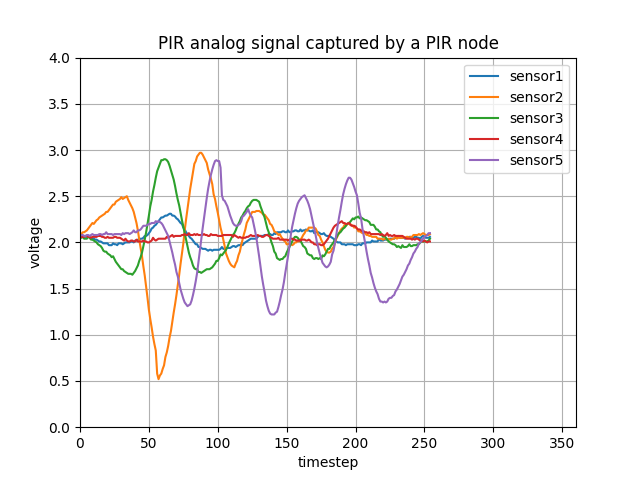 PIR analog signal captured by a PIR node
4.0
3.5
3.0
2.5
2.0
1.5
1.0
0.5
0.0
voltage
0 50 100 150 200 250 300 350
timestep
sensor1
sensor2
sensor3
sensor4
sensor5